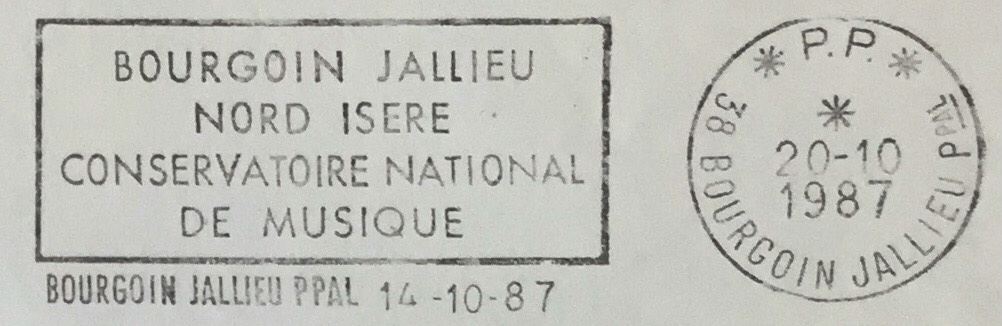 BOURGOIN JALLIEU
NORD ISERE
CONSERVATOIRE NATIONAL
DE MUSIQUE
BOURGOIN JALLIEU PPAL 14-10-87
* P.P. *
*
20-10
1987
38 BOURGOIN JALLIEU PPAL